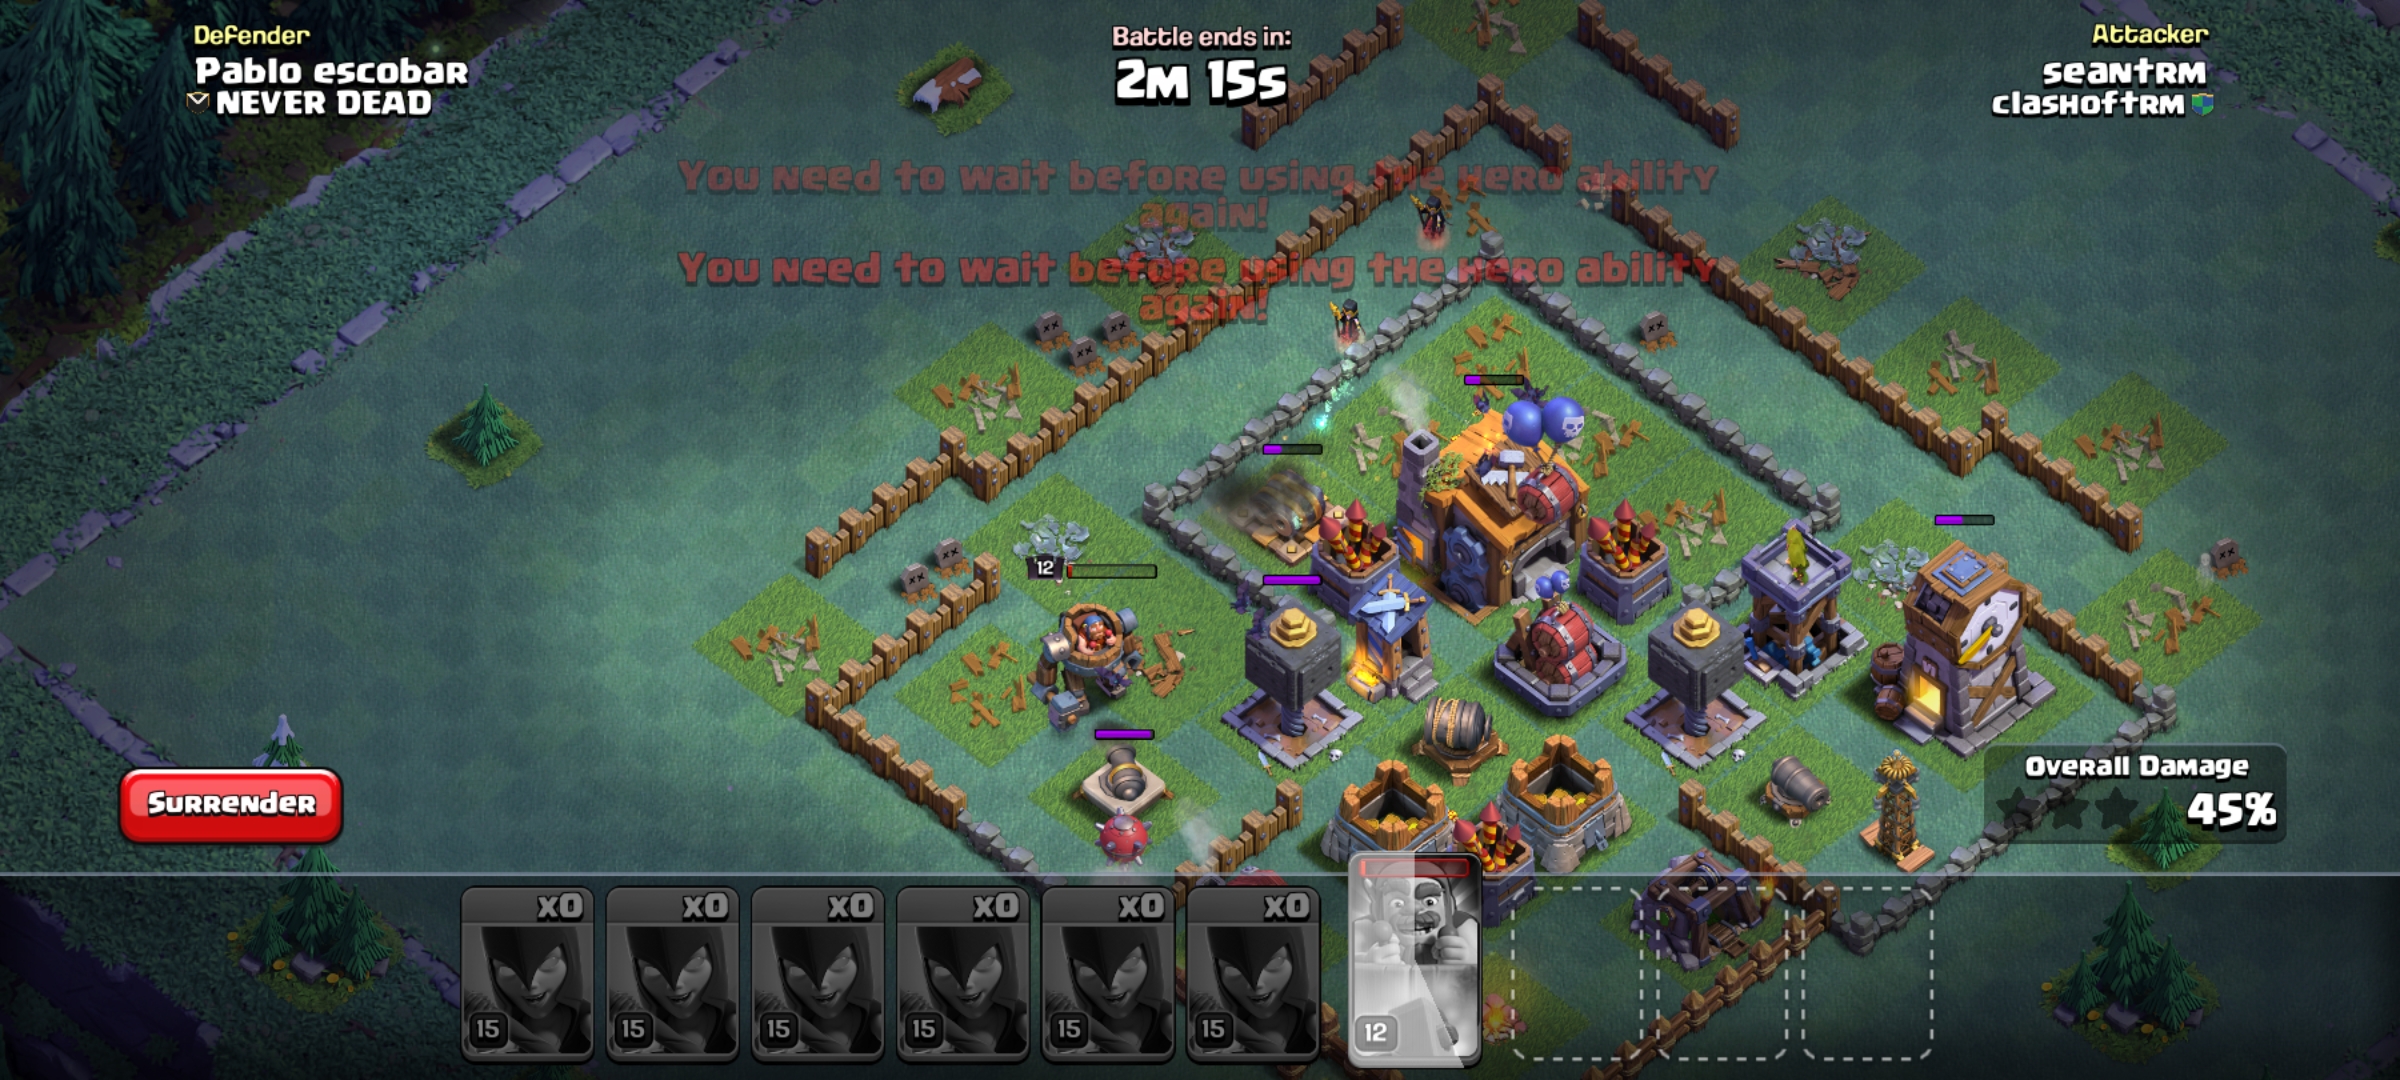 Defender
Pablo escobar
NEVER DEAD
Battle ends in:
2M 15s
Attacker
seantRM
clashoftRM
You need to wait before using the Hero ability
again!
You need to wait before using the Hero ability
again!
12
Surrender
Overall Damage
45%
x0 x0 x0 x0 x0 x0
15 15 15 15 15 15 12